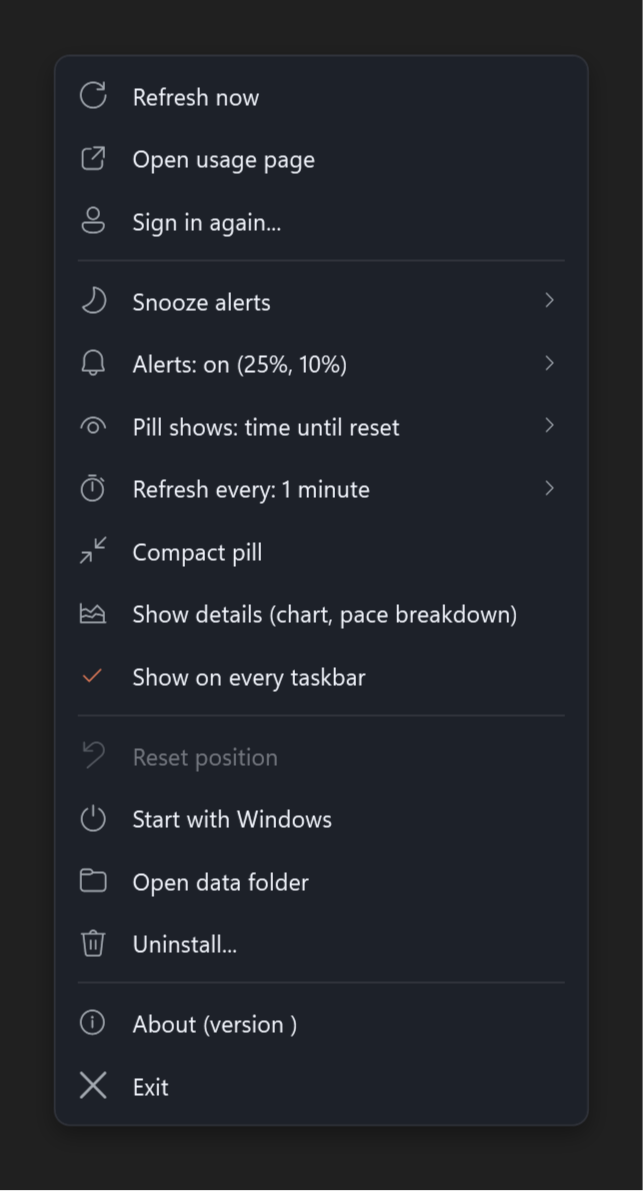 Refresh now
Open usage page
Sign in again...
Snooze alerts
Alerts: on (25%, 10%)
Pill shows: time until reset
Refresh every: 1 minute
Compact pill
Show details (chart, pace breakdown)
Show on every taskbar
Reset position
Start with Windows
Open data folder
Uninstall...
About (version )
Exit